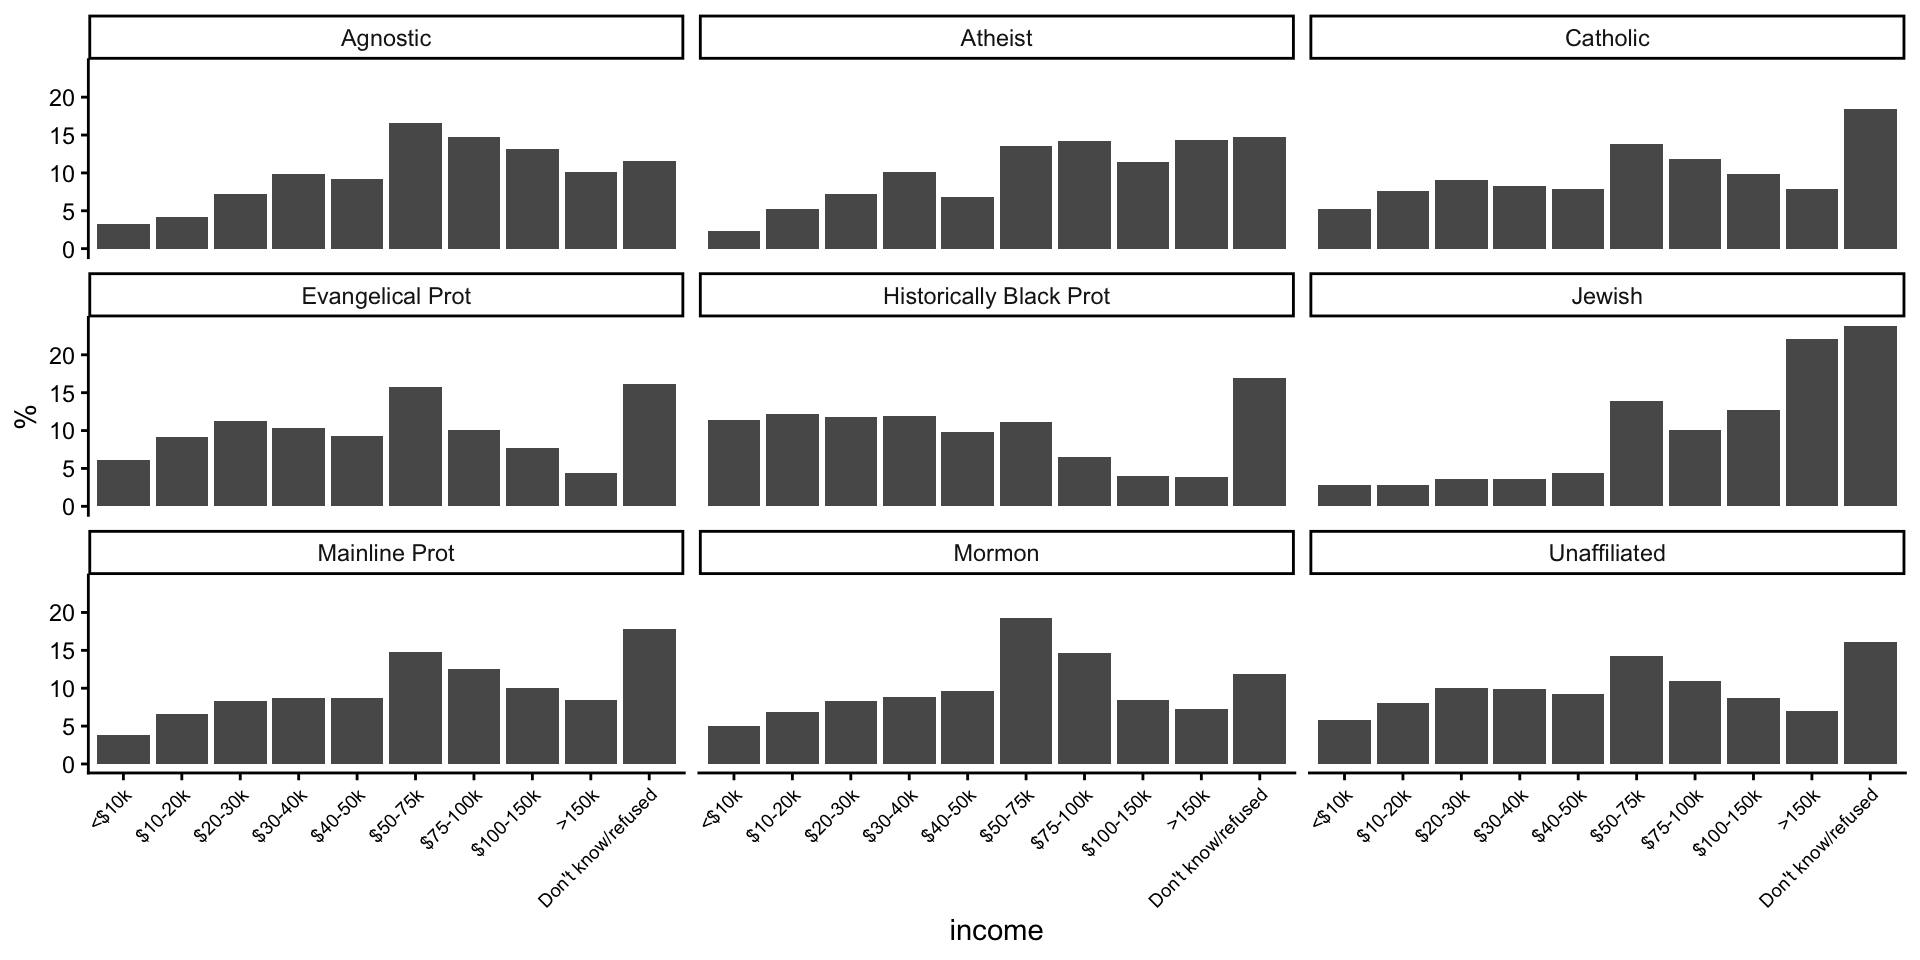 Agnostic
Atheist
Catholic
20
15
10
5
0
Evangelical Prot
Historically Black Prot
Jewish
%
20
15
10
5
0
Mainline Prot
Mormon
Unaffiliated
20
15
10
5
0
<$10k
$10-20k
$20-30k
$30-40k
$40-50k
$50-75k
$75-100k
$100-150k
>150k
Don't know/refused
<$10k
$10-20k
$20-30k
$30-40k
$40-50k
$50-75k
$75-100k
$100-150k
>150k
Don't know/refused
<$10k
$10-20k
$20-30k
$30-40k
$40-50k
$50-75k
$75-100k
$100-150k
>150k
Don't know/refused
income